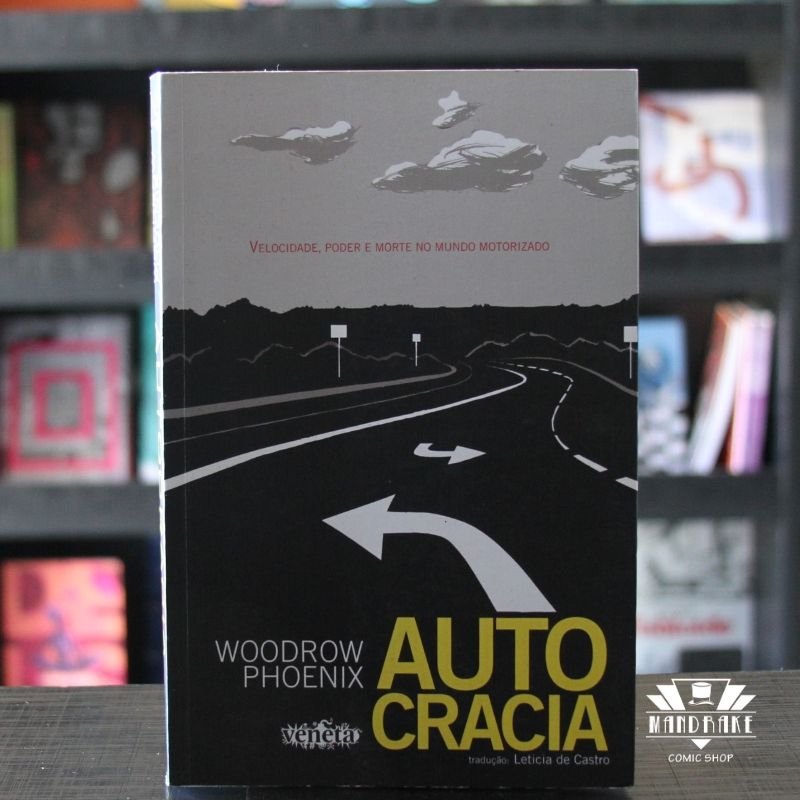 VELOCIDADE, PODER E MORTE NO MUNDO MOTORIZADO
WOODROW
PHOENIX
AUTO
CRACIA
veneta
tradução: Letícia de Castro
MANDRAKE
COMIC SHOP